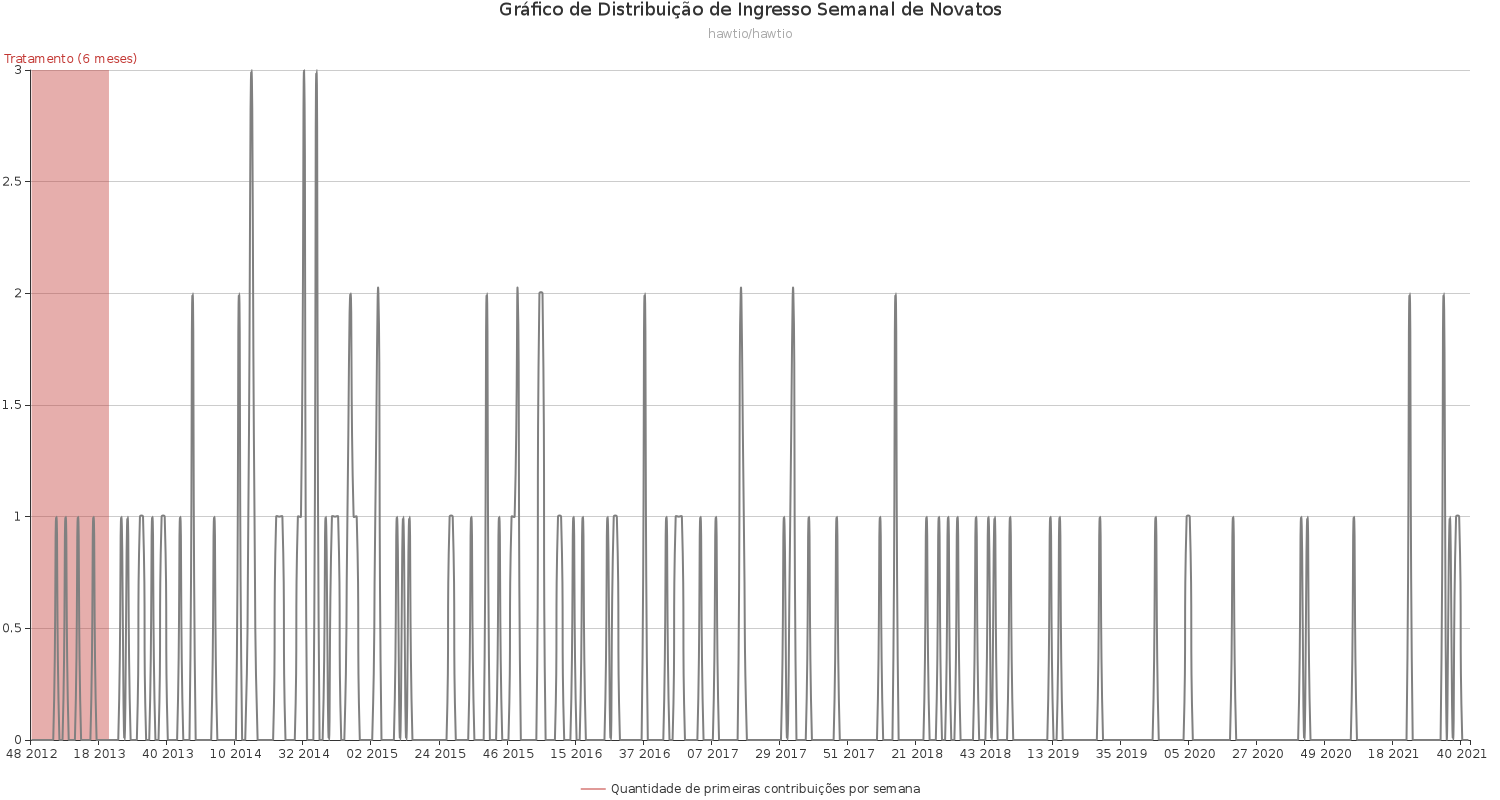 Gráfico de Distribuição de Ingresso Semanal de Novatos
hawtio/hawtio
Tratamento (6 meses)
3
2.5
2
1.5
1
0.5
0
48 2012 18 2013 40 2013 10 2014 32 2014 02 2015 24 2015 46 2015 15 2016 37 2016 07 2017 29 2017 51 2017 21 2018 43 2018 13 2019 35 2019 05 2020 27 2020 49 2020 18 2021 40 2021
Quantidade de primeiras contribuições por semana